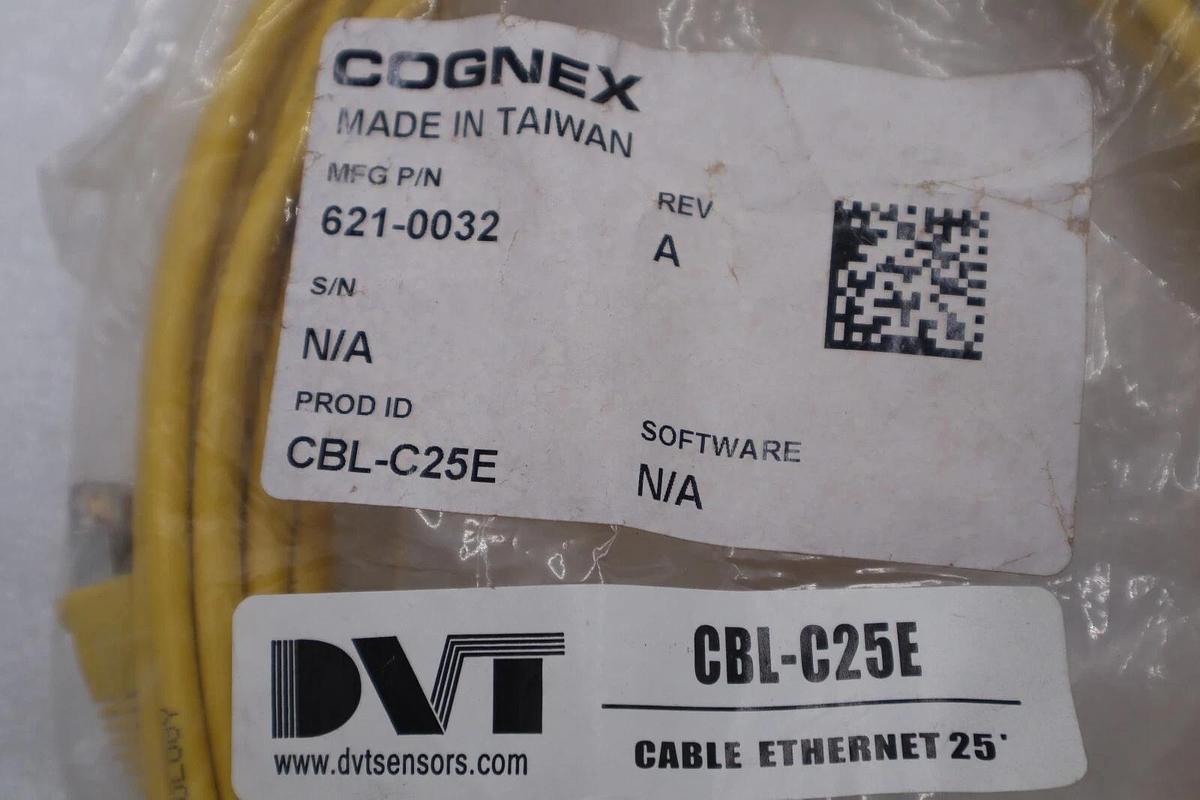 COGNEX
MADE IN TAIWAN
MFG P/N
621-0032
REV
A
S/N
N/A
PROD ID
CBL-C25E
SOFTWARE
N/A
DVT
www.dvtsensors.com
CBL-C25E
CABLE ETHERNET 25'